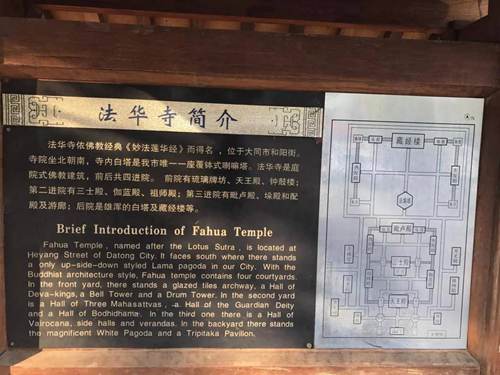 法华寺简介
法华寺依佛教经典《妙法莲华经》而得名，位于大同市和阳街。
寺院坐北朝南，寺内白塔是我市唯一一座覆钵式喇嘛塔。法华寺是庭
院式佛教建筑，前后共四进院。 前院有琉璃牌坊、天王殿、钟鼓楼；
第二进院有三士殿、伽蓝殿、祖师殿；第三进院有毗卢殿、垛殿和配
殿及游廊；后院是雄浑的白塔及藏经楼等。
Brief Introduction of Fahua Temple
Fahua Temple , named after the Lotus Sutra , is located at
Heyang Street of Datong City. It faces south where there stands
a only up-side-down styled Lama pagoda in our City. With the
Buddhist architecture style, Fahua temple contains four courtyards.
In the front yard, there stands a glazed tiles archway, a Hall of
Deva-kings, a Bell Tower and a Drum Tower. In the second yard
is a Hall of Three Mahasattvas , a Hall of the Guardian Deity
and a Hall of Bodhidhama. In the third one there is a Hall of
Vairocana, side halls and verandas. In the backyard there stands
the magnificent White Pagoda and a Tripitaka Pavilion.
藏经楼
毗卢殿
三士殿
天王殿